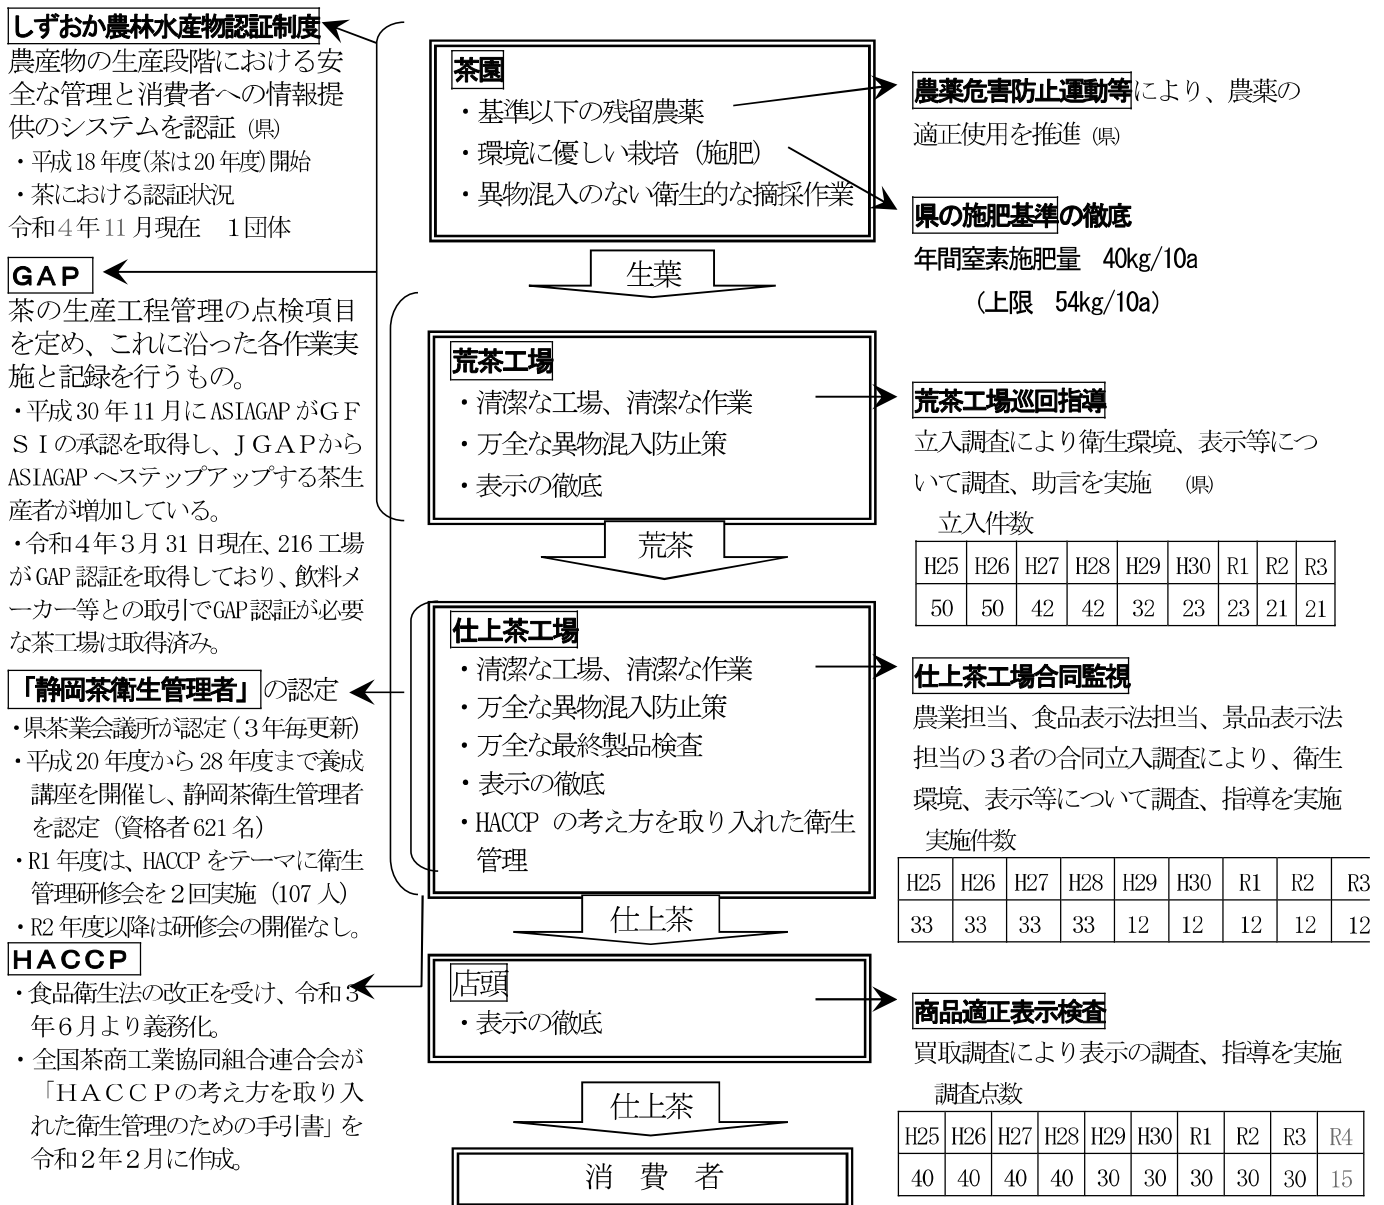 しずおか農林水産物認証制度
農産物の生産段階における安
全な管理と消費者への情報提
供のシステムを認証（県）
・平成18年度（茶は20年度）開始
・茶における認証状況
令和４年11月現在　１団体
ＧＡＰ
茶の生産工程管理の点検項目
を定め、これに沿った各作業実
施と記録を行うもの。
・平成30年11月にASIAGAPがＧＦ
ＳＩの承認を取得し、ＪＧＡＰから
ASIAGAPへステップアップする茶生
産者が増加している。
・令和４年３月31日現在、216工場
がGAP認証を取得しており、飲料メ
ーカー等との取引でGAP認証が必要
な茶工場は取得済み。
「静岡茶衛生管理者」の認定
・県茶業会議所が認定（３年毎更新）
・平成20年度から28年度まで養成
講座を開催し、静岡茶衛生管理者
を認定（資格者621名）
・R1年度は、HACCPをテーマに衛生
管理研修会を２回実施（107人）
・R2年度以降は研修会の開催なし。
ＨＡＣＣＰ
・食品衛生法の改正を受け、令和３
年６月より義務化。
・全国茶商工業協同組合連合会が
「ＨＡＣＣＰの考え方を取り入
れた衛生管理のための手引書」を
令和２年２月に作成。
茶園
・基準以下の残留農薬
・環境に優しい栽培（施肥）
・異物混入のない衛生的な摘採作業
生葉
荒茶工場
・清潔な工場、清潔な作業
・万全な異物混入防止策
・表示の徹底
荒茶
仕上茶工場
・清潔な工場、清潔な作業
・万全な異物混入防止策
・万全な最終製品検査
・表示の徹底
・HACCP の考え方を取り入れた衛生
管理
仕上茶
店頭
・表示の徹底
仕上茶
消　費　者
農薬危害防止運動等により、農薬の
適正使用を推進（県）
県の施肥基準の徹底
年間窒素施肥量　40kg/10a
（上限　54kg/10a）
荒茶工場巡回指導
立入調査により衛生環境、表示等につ
いて調査、助言を実施　（県）
立入件数
H25 H26 H27 H28 H29 H30 R1 R2 R3
50 50 42 42 32 23 23 21 21
仕上茶工場合同監視
農業担当、食品表示法担当、景品表示法
担当の３者の合同立入調査により、衛生
環境、表示等について調査、指導を実施
実施件数
H25 H26 H27 H28 H29 H30 R1 R2 R3
33 33 33 33 12 12 12 12 12
商品適正表示検査
買取調査により表示の調査、指導を実施
調査点数
H25 H26 H27 H28 H29 H30 R1 R2 R3 R4
40 40 40 40 30 30 30 30 30 15